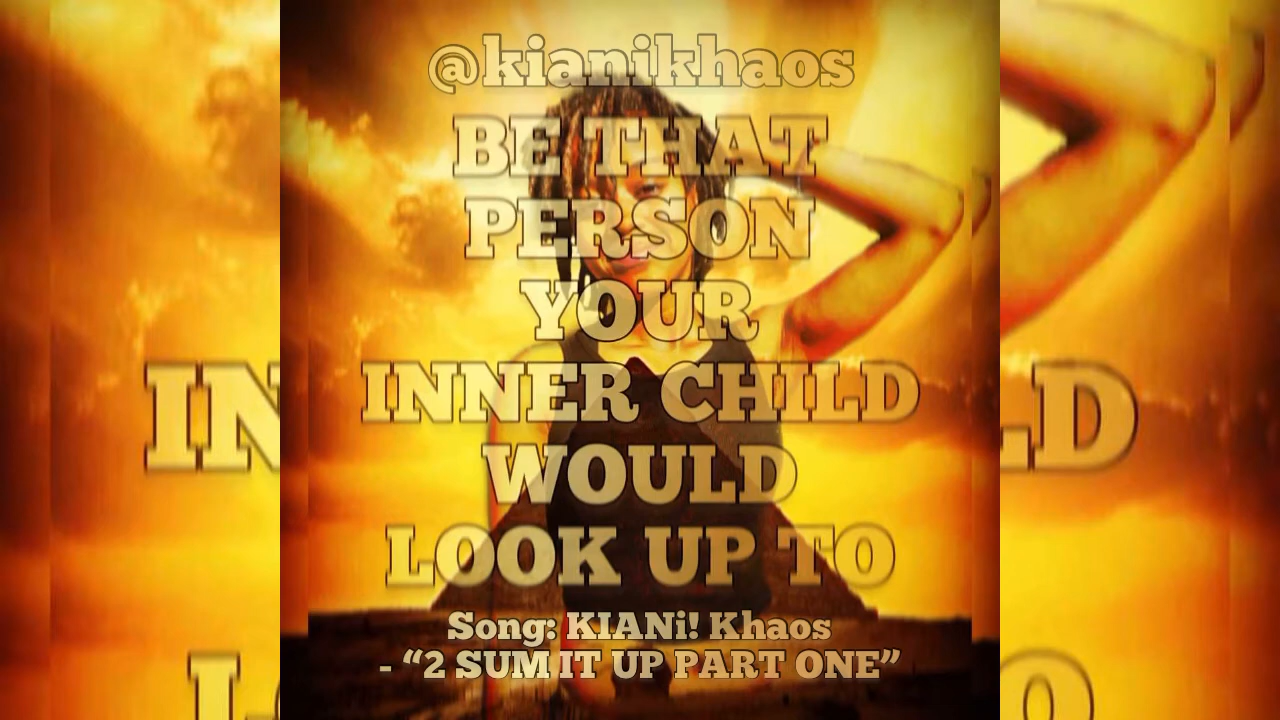 @kianikhaos
BE THAT
PERSON
YOUR
INNER CHILD
WOULD
LOOK UP TO
Song: KIANi! Khaos
- “2 SUM IT UP PART ONE”